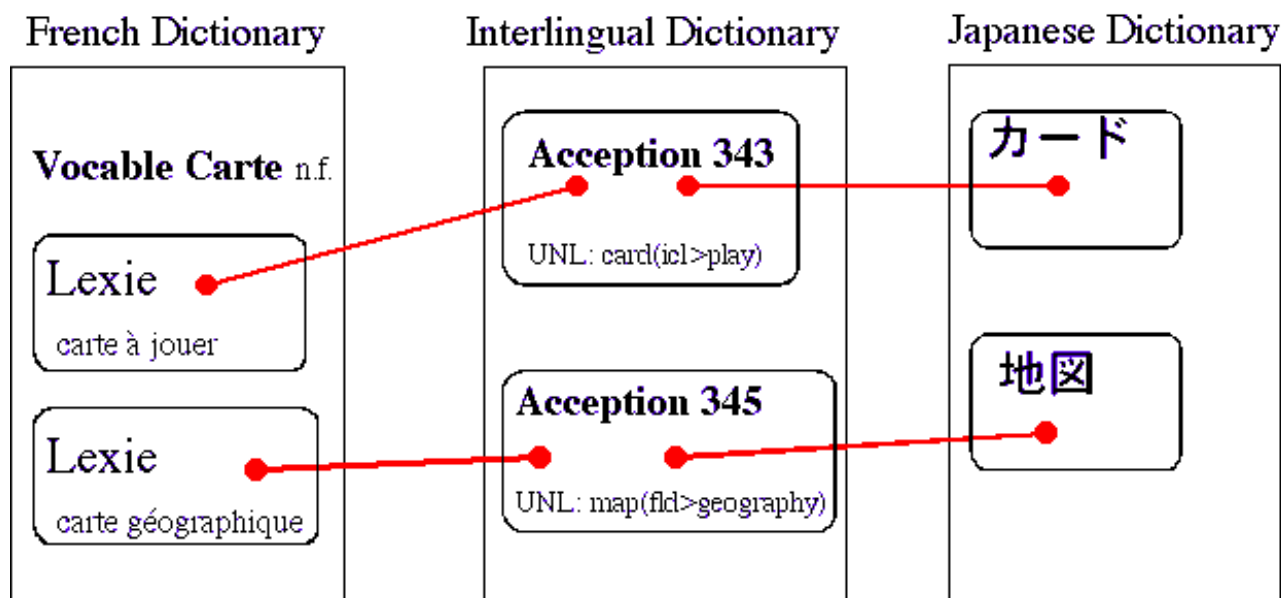 French Dictionary
Interlingual Dictionary
Japanese Dictionary
Vocable Carte n.f.
Lexie
carte à jouer
Lexie
carte géographique
Acception 343
UNL: card(icl>play)
Acception 345
UNL: map(fld>geography)
カード
地図